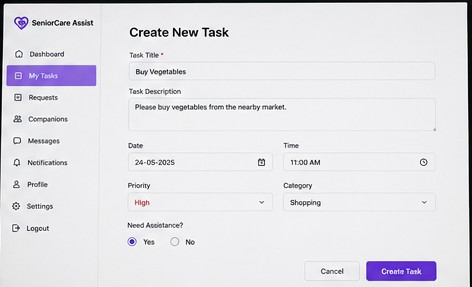 SeniorCare Assist
Dashboard
My Tasks
Requests
Companions
Messages
Notifications
Profile
Settings
Logout
Create New Task
Task Title *
Buy Vegetables
Task Description
Please buy vegetables from the nearby market.
Date
Time
24-05-2025
11:00 AM
Priority
Category
High
Shopping
Need Assistance?
Yes
No
Cancel
Create Task